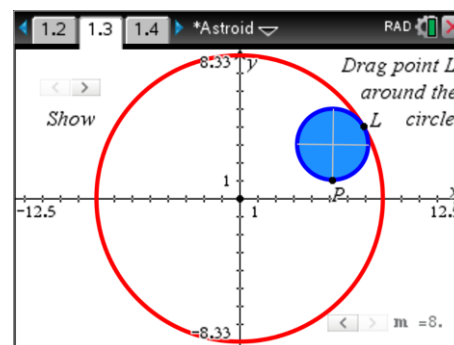 1.2 1.3 1.4 *Astroid RAD
8.33 y
Drag point L
around the
circle
Show
L
1
P
-12.5 1 12.5 x
-8.33
m =8.